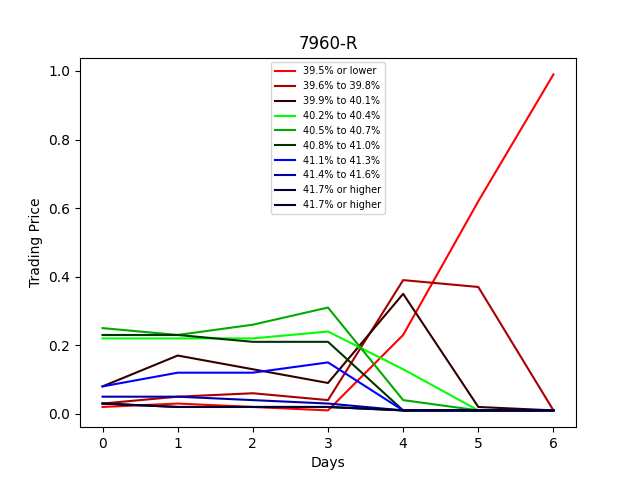 7960-R
39.5% or lower
39.6% to 39.8%
39.9% to 40.1%
40.2% to 40.4%
40.5% to 40.7%
40.8% to 41.0%
41.1% to 41.3%
41.4% to 41.6%
41.7% or higher
41.7% or higher
1.0
0.8
0.6
0.4
0.2
0.0
Trading Price
0 1 2 3 4 5 6
Days